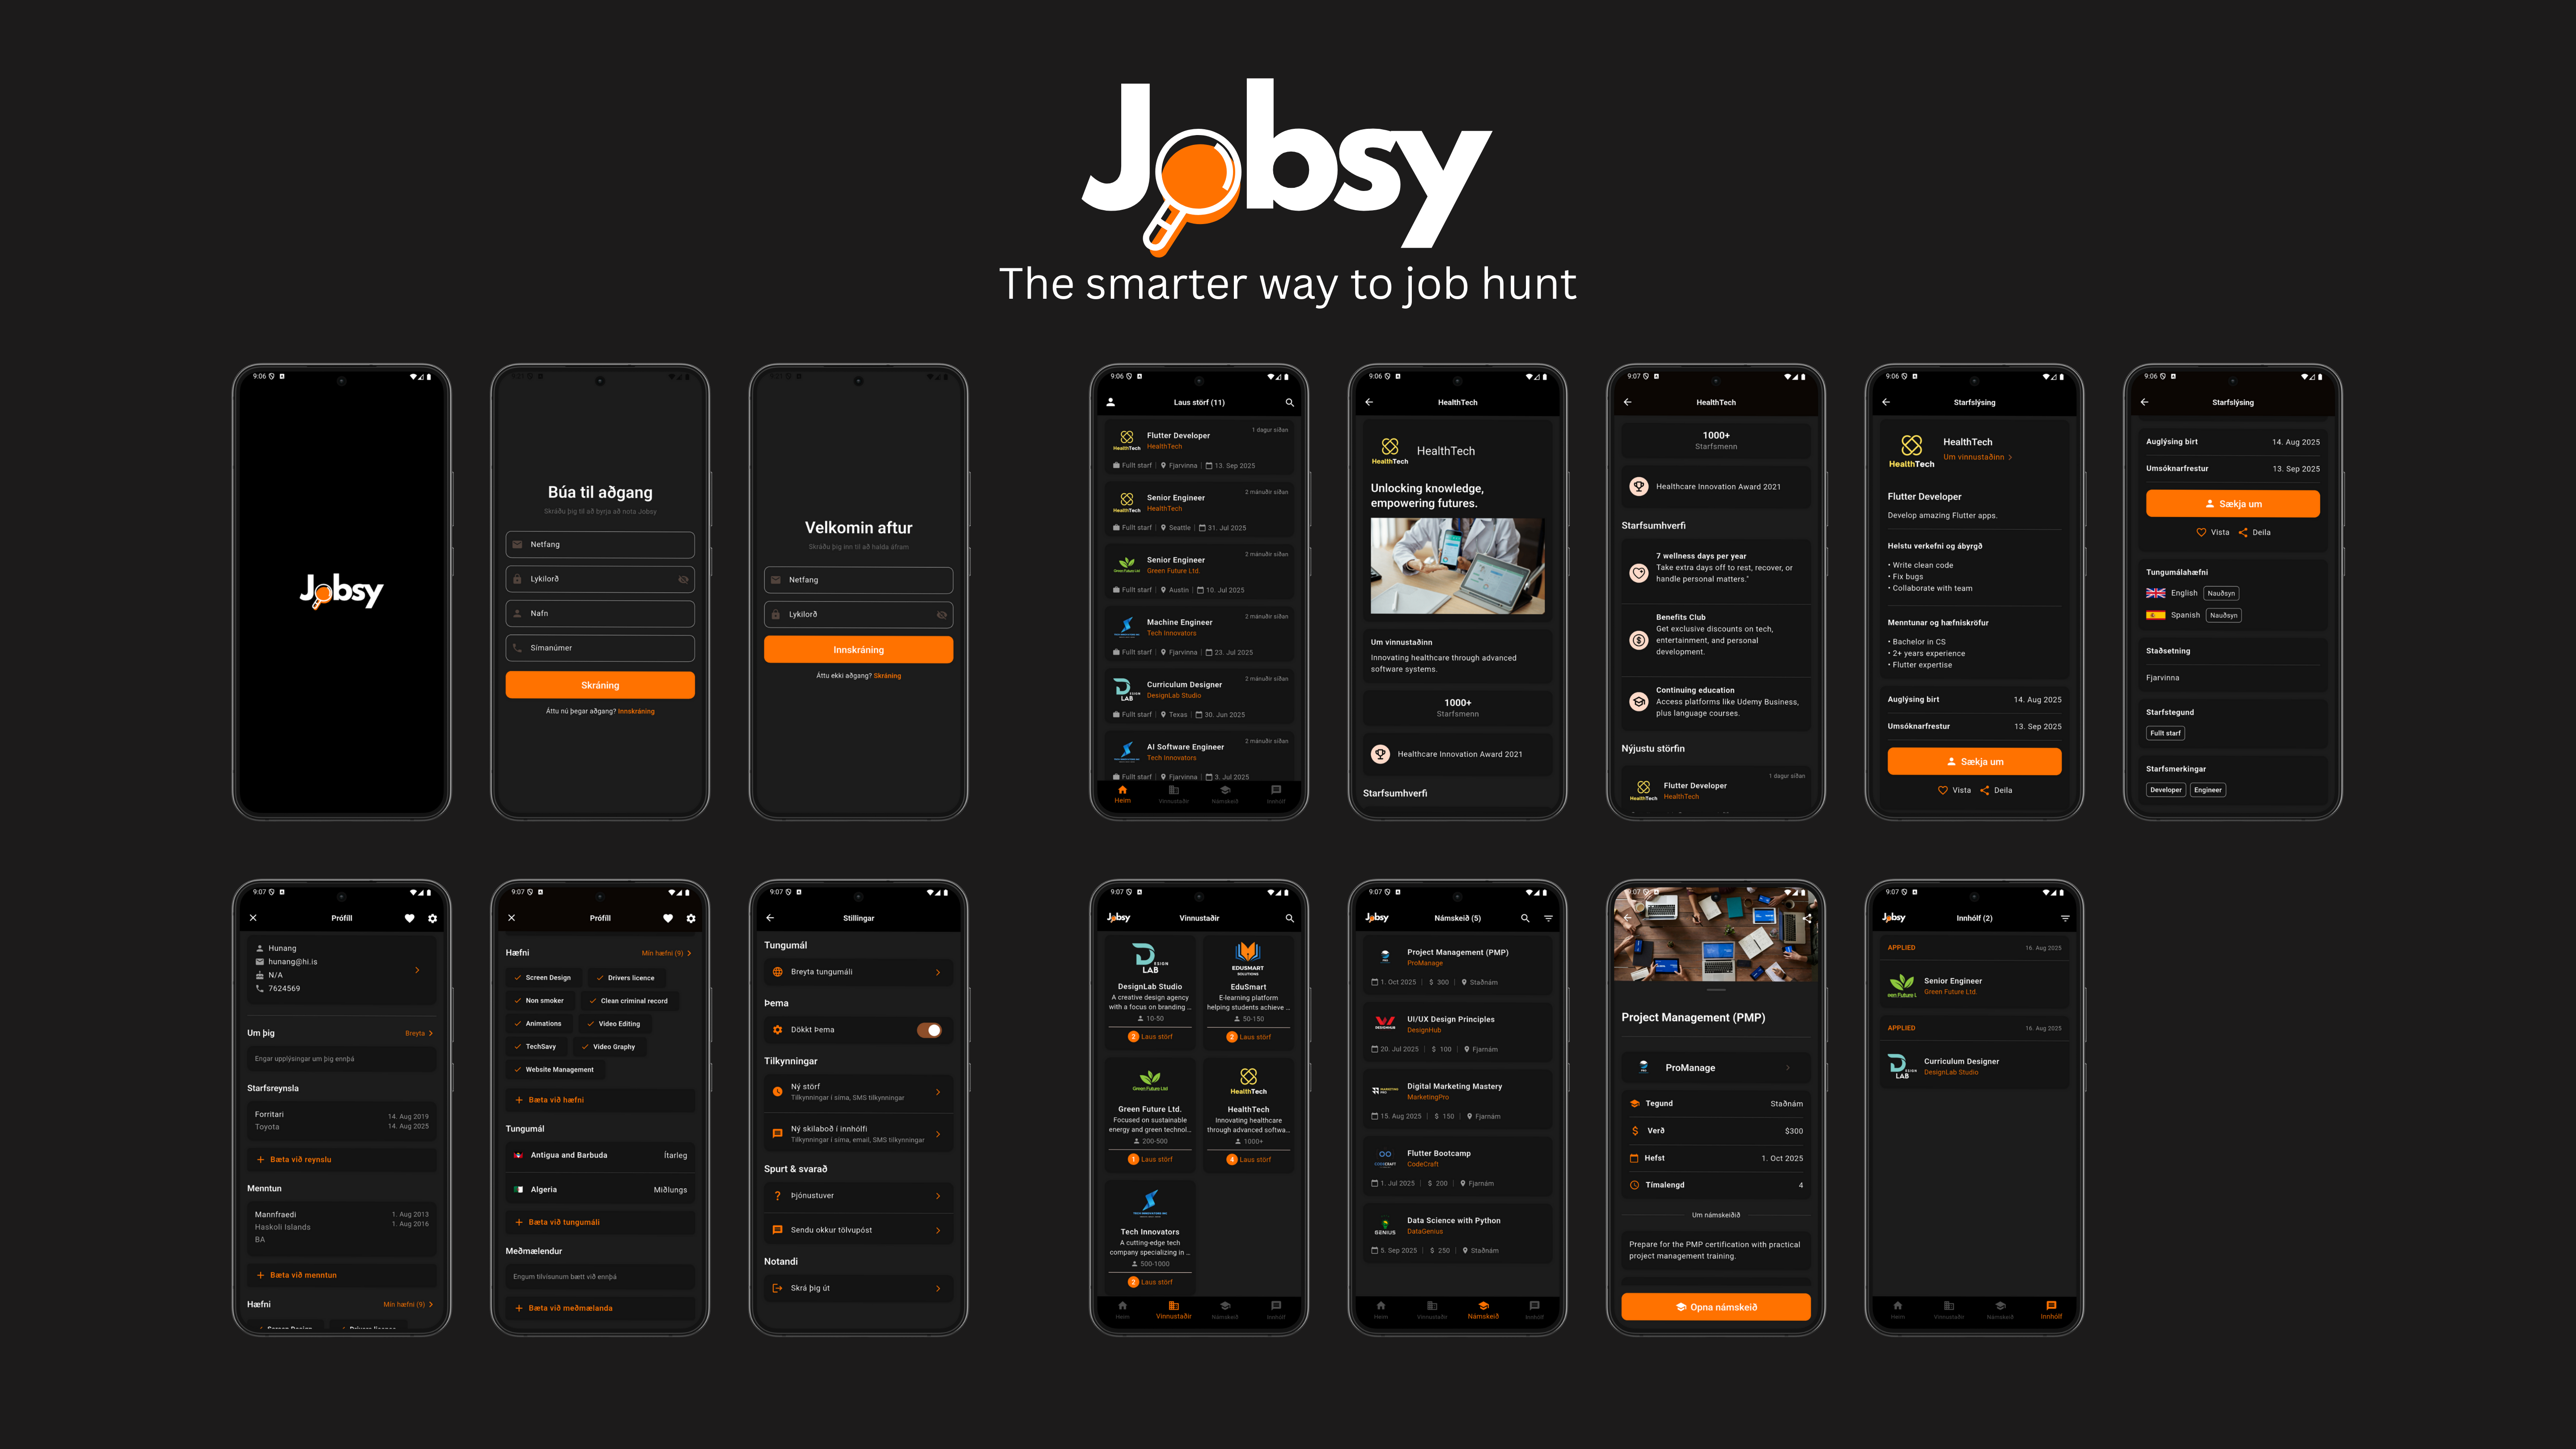 Jobsy
The smarter way to job hunt
9:06
Jobsy
Búa til aðgang
Skráðu þig til að byrja að nota Jobsy
Netfang
Lykilorð
Nafn
Símanúmer
Skráning
Áttu nú þegar aðgang? Innskráning
Velkomin aftur
Skráðu þig inn til að halda áfram
Netfang
Lykilorð
Innskráning
Áttu ekki aðgang? Skráning
9:06
Laus störf (11)
Flutter Developer
1 dagur síðan
HealthTech
HealthTech
Fullt starf | Fjarvinna | 13. Sep 2025
Senior Engineer
2 mánuðir síðan
HealthTech
HealthTech
Fullt starf | Seattle | 31. Jul 2025
Senior Engineer
2 mánuðir síðan
Green Future Ltd.
Green Future Ltd
Fullt starf | Austin | 10. Jul 2025
Machine Engineer
2 mánuðir síðan
Tech Innovators
Fullt starf | Fjarvinna | 23. Jul 2025
Curriculum Designer
2 mánuðir síðan
DesignLab Studio
DESIGN LAB
Fullt starf | Texas | 30. Jun 2025
AI Software Engineer
2 mánuðir síðan
Tech Innovators
Fullt starf | Fjarvinna | 3. Jul 2025
Heim
Vinnustaðir
Námskeið
Innhólf
9:06
HealthTech
HealthTech
HealthTech
Unlocking knowledge,
empowering futures.
Um vinnustaðinn
Innovating healthcare through advanced
software systems.
1000+
Starfsmenn
Healthcare Innovation Award 2021
Starfsumhverfi
9:07
HealthTech
1000+
Starfsmenn
Healthcare Innovation Award 2021
Starfsumhverfi
7 wellness days per year
Take extra days off to rest, recover, or
handle personal matters."
Benefits Club
Get exclusive discounts on tech,
entertainment, and personal
development.
Continuing education
Access platforms like Udemy Business,
plus language courses.
Nýjustu störfin
1 dagur síðan
Flutter Developer
HealthTech
HealthTech
9:06
Starfslýsing
HealthTech
HealthTech
Um vinnustaðinn
Flutter Developer
Develop amazing Flutter apps.
Helstu verkefni og ábyrgð
• Write clean code
• Fix bugs
• Collaborate with team
Menntunar og hæfniskröfur
• Bachelor in CS
• 2+ years experience
• Flutter expertise
Auglýsing birt 14. Aug 2025
Umsóknarfrestur 13. Sep 2025
Sækja um
Vista Deila
9:06
Starfslýsing
Auglýsing birt 14. Aug 2025
Umsóknarfrestur 13. Sep 2025
Sækja um
Vista Deila
Tungumálahæfni
English Nauðsyn
Spanish Nauðsyn
Staðsetning
Fjarvinna
Starfstegund
Fullt starf
Starfsmerkingar
Developer Engineer
9:07
Prófíll
Hunang
hunang@hi.is
N/A
7624569
Um þig Breyta
Engar upplýsingar um þig ennþá
Starfsreynsla
Forritari 14. Aug 2019
Toyota 14. Aug 2025
+ Bæta við reynslu
Menntun
Mannfraedi 1. Aug 2013
Haskoli Islands 1. Aug 2016
BA
+ Bæta við menntun
Hæfni Mín hæfni (9)
Screen Design Drivers licence
9:07
Prófíll
Hæfni Mín hæfni (9)
Screen Design Drivers licence
Non smoker Clean criminal record
Animations Video Editing
TechSavy Video Graphy
Website Management
+ Bæta við hæfni
Tungumál
Antigua and Barbuda Ítarleg
Algeria Miðlungs
+ Bæta við tungumáli
Meðmælendur
Engum tilvísunum bætt við ennþá
+ Bæta við meðmælanda
9:07
Stillingar
Tungumál
Breyta tungumáli
Þema
Dökkt Þema
Tilkynningar
Ný störf
Tilkynningar í síma, SMS tilkynningar
Ný skilaboð í innhólfi
Tilkynningar í síma, email, SMS tilkynningar
Spurt & svarað
Þjónustuver
Sendu okkur tölvupóst
Notandi
Skrá þig út
9:07
Jobsy
Vinnustaðir
DESIGN LAB
DesignLab Studio
A creative design agency
with a focus on branding ...
10-50
2 Laus störf
EDUSMART
SOLUTIONS
EduSmart
E-learning platform
helping students achieve ...
50-150
2 Laus störf
Green Future Ltd
Green Future Ltd.
Focused on sustainable
energy and green technol...
200-500
1 Laus störf
HealthTech
HealthTech
Innovating healthcare
through advanced softwa...
1000+
4 Laus störf
Tech Innovators
A cutting-edge tech
company specializing in ...
500-1000
2 Laus störf
Heim
Vinnustaðir
Námskeið
Innhólf
9:07
Jobsy
Námskeið (5)
Project Management (PMP)
ProManage
1. Oct 2025 | $ 300 | Staðnám
UI/UX Design Principles
DesignHub
DESIGNHUB
20. Jul 2025 | $ 100 | Fjarnám
Digital Marketing Mastery
MarketingPro
15. Aug 2025 | $ 150 | Fjarnám
Flutter Bootcamp
CodeCraft
CODECRAFT
1. Jul 2025 | $ 200 | Fjarnám
Data Science with Python
DataGenius
GENIUS
5. Sep 2025 | $ 250 | Staðnám
Heim
Vinnustaðir
Námskeið
Innhólf
9:07
Project Management (PMP)
ProManage
Tegund Staðnám
Verð $300
Hefst 1. Oct 2025
Tímalengd 4
Um námskeiðið
Prepare for the PMP certification with practical
project management training.
Opna námskeið
9:07
Jobsy
Innhólf (2)
APPLIED 16. Aug 2025
Senior Engineer
Green Future Ltd.
APPLIED 16. Aug 2025
Curriculum Designer
DesignLab Studio
DESIGN LAB
Heim
Vinnustaðir
Námskeið
Innhólf